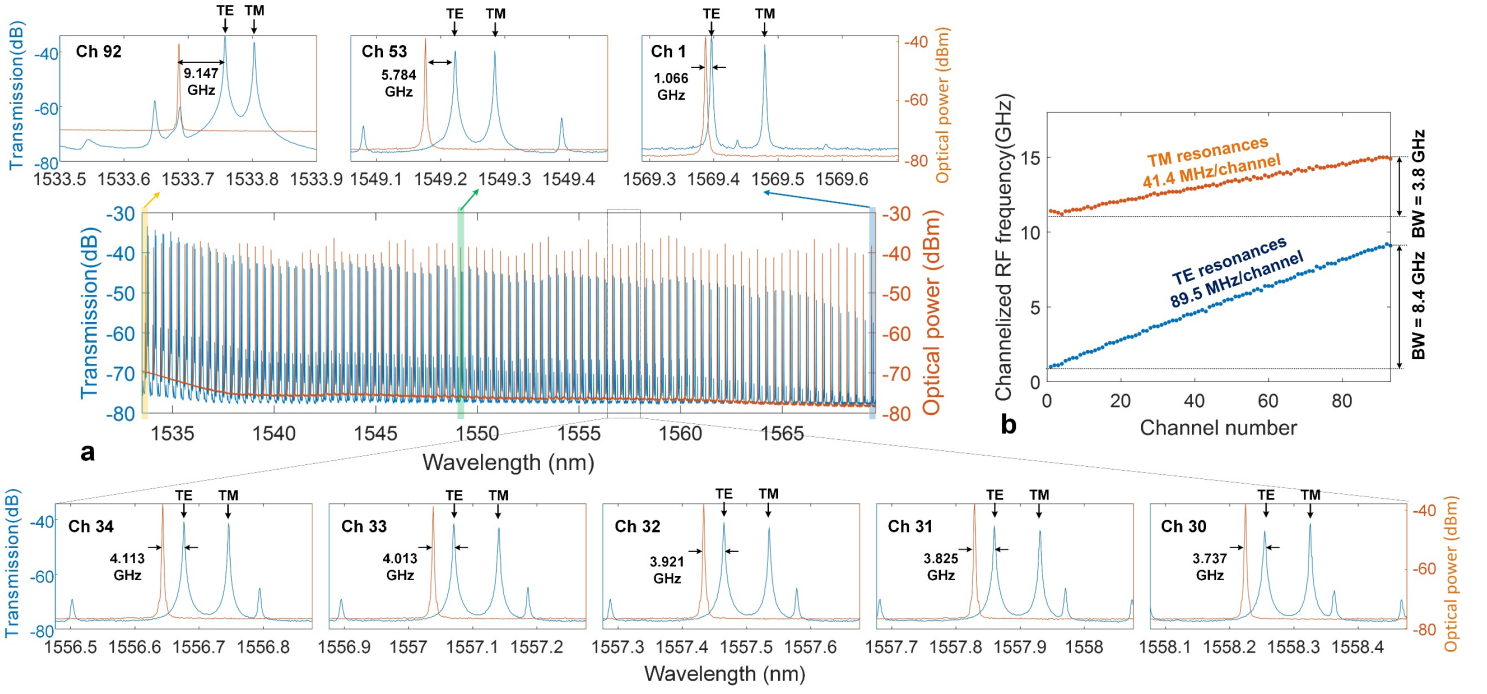 TE TM
TE TM
TE TM
Transmission(dB)
-40
-60
-80
Ch 92
9.147
GHz
1533.5 1533.6 1533.7 1533.8 1533.9
Ch 53
5.784
GHz
1549.1 1549.2 1549.3 1549.4
Ch 1
1.066
GHz
1569.3 1569.4 1569.5 1569.6
-40
-60
-80
Optical power (dBm)
Transmission(dB)
-30
-40
-50
-60
-70
-80
-30
-40
-50
-60
-70
-80
Optical power (dBm)
1535 1540 1545 1550 1555 1560 1565
a
Wavelength (nm)
Channelized RF frequency(GHz)
15
10
5
0
TM resonances
41.4 MHz/channel
TE resonances
89.5 MHz/channel
BW = 3.8 GHz
BW = 8.4 GHz
0 20 40 60 80
b
Channel number
TE TM
TE TM
TE TM
TE TM
TE TM
Transmission(dB)
-40
-60
-80
Ch 34
4.113
GHz
1556.5 1556.6 1556.7 1556.8
Ch 33
4.013
GHz
1556.9 1557 1557.1 1557.2
Ch 32
3.921
GHz
1557.3 1557.4 1557.5 1557.6
Ch 31
3.825
GHz
1557.7 1557.8 1557.9 1558
Ch 30
3.737
GHz
1558.1 1558.2 1558.3 1558.4
-40
-60
-80
Optical power (dBm)
Wavelength (nm)